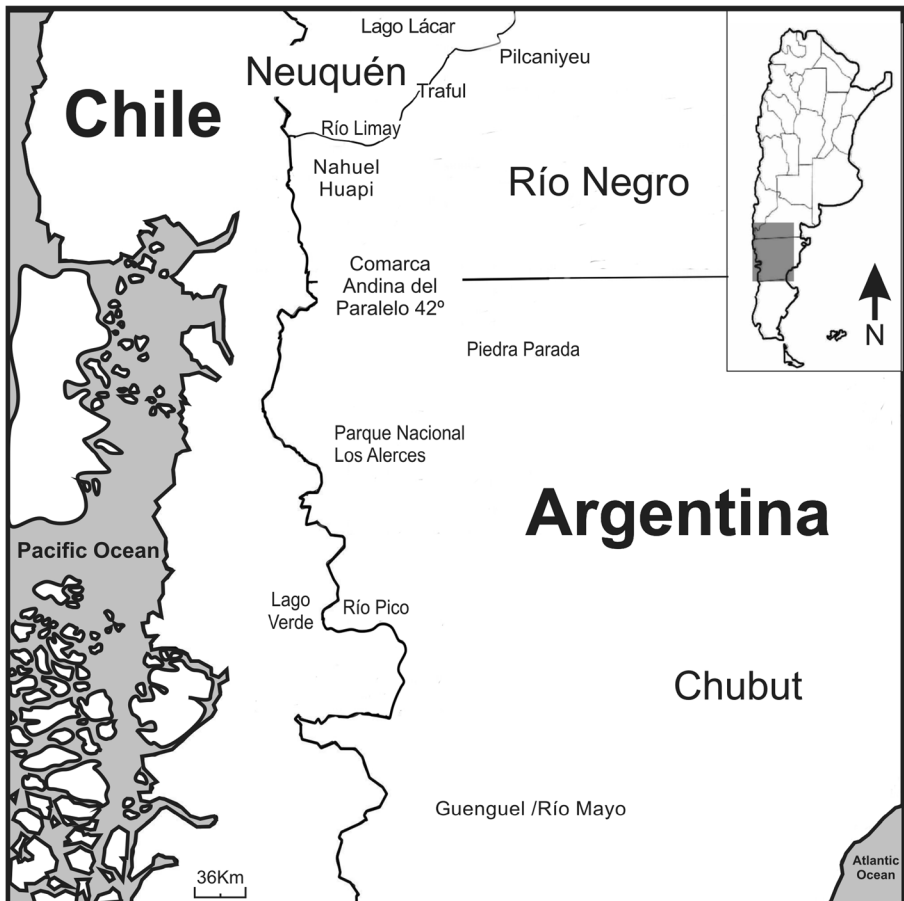 Lago Lácar
Pilcaniyeu
Neuquén
Traful
Chile
Río Limay
Nahuel
Huapi
Río Negro
Comarca
Andina del
Paralelo 42º
N
Piedra Parada
Parque Nacional
Los Alerces
Argentina
Pacific Ocean
Lago
Verde
Río Pico
Chubut
Guenguel /Río Mayo
Atlantic
Ocean
36Km